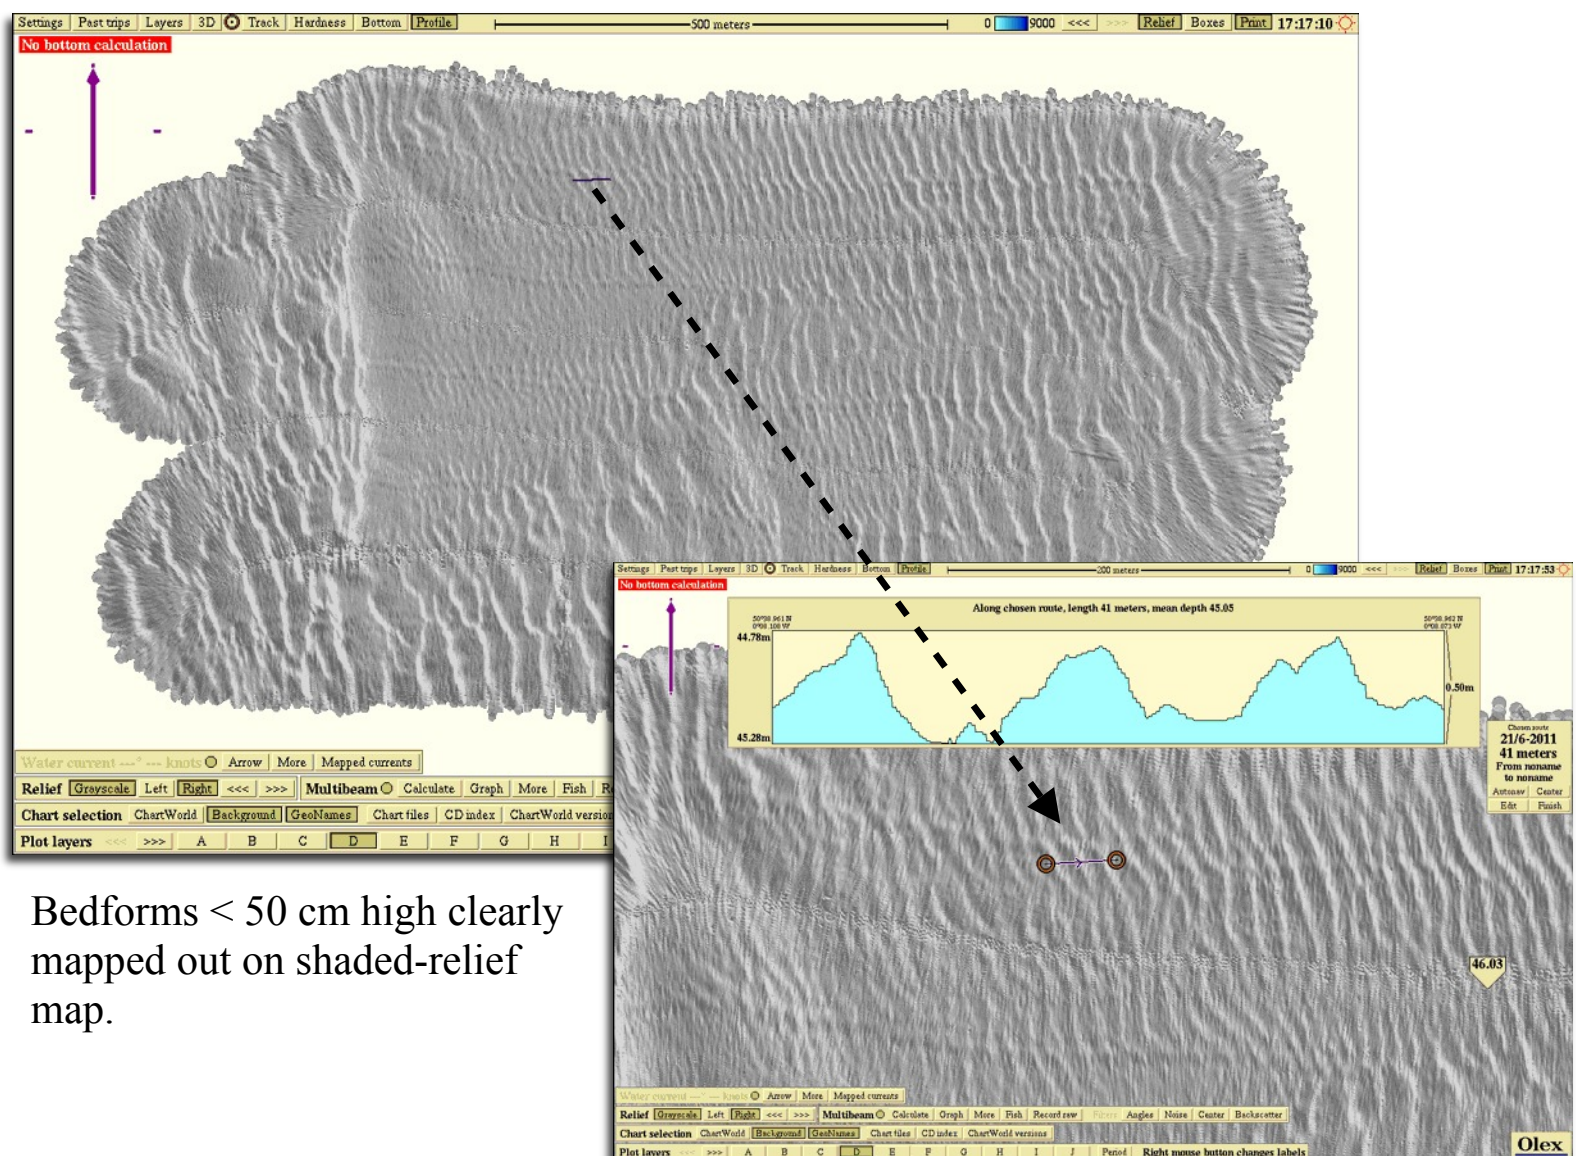 Settings Past trips Layers 3D Track Hardness Bottom Profile 500 meters 0 9000 <<< >>> Relief Boxes Print 17:17:10
No bottom calculation
Water current ---° --- knots Arrow More Mapped currents
Relief Grayscale Left Right <<< >>> Multibeam Calculate Graph More Fish
Chart selection ChartWorld Background GeoNames Chart files CD index ChartWorld version
Plot layers <<< >>> A B C D E F G H I
Bedforms < 50 cm high clearly
mapped out on shaded-relief
map.
Settings Past trips Layers 3D Track Hardness Bottom Profile 200 meters 0 9000 <<< >>> Relief Boxes Print 17:17:53
No bottom calculation
Along chosen route, length 41 meters, mean depth 45.05
44.78m
0.50m
45.28m
Chosen route
21/6-2011
41 meters
From noname
to noname
Autonav Center
Edit Finish
46.03
Water current ---° --- knots Arrow More Mapped currents
Relief Grayscale Left Right <<< >>> Multibeam Calculate Graph More Fish Record raw Filters Angles Noise Center Backscatter
Chart selection ChartWorld Background GeoNames Chart files CD index ChartWorld versions
Plot layers <<< >>> A B C D E F G H I J Period Right mouse button changes labels
Olex